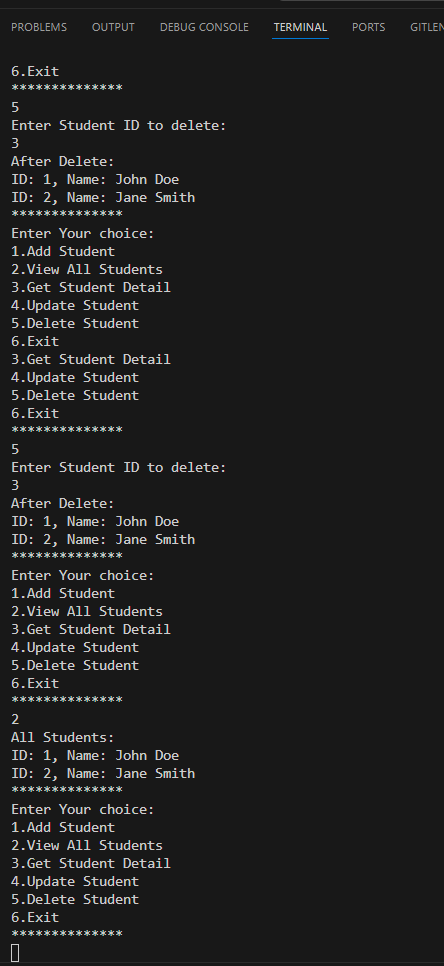 PROBLEMS OUTPUT DEBUG CONSOLE TERMINAL PORTS GITLEN
6.Exit
**************
5
Enter Student ID to delete:
3
After Delete:
ID: 1, Name: John Doe
ID: 2, Name: Jane Smith
**************
Enter Your choice:
1.Add Student
2.View All Students
3.Get Student Detail
4.Update Student
5.Delete Student
6.Exit
3.Get Student Detail
4.Update Student
5.Delete Student
6.Exit
**************
5
Enter Student ID to delete:
3
After Delete:
ID: 1, Name: John Doe
ID: 2, Name: Jane Smith
**************
Enter Your choice:
1.Add Student
2.View All Students
3.Get Student Detail
4.Update Student
5.Delete Student
6.Exit
**************
2
All Students:
ID: 1, Name: John Doe
ID: 2, Name: Jane Smith
**************
Enter Your choice:
1.Add Student
2.View All Students
3.Get Student Detail
4.Update Student
5.Delete Student
6.Exit
**************